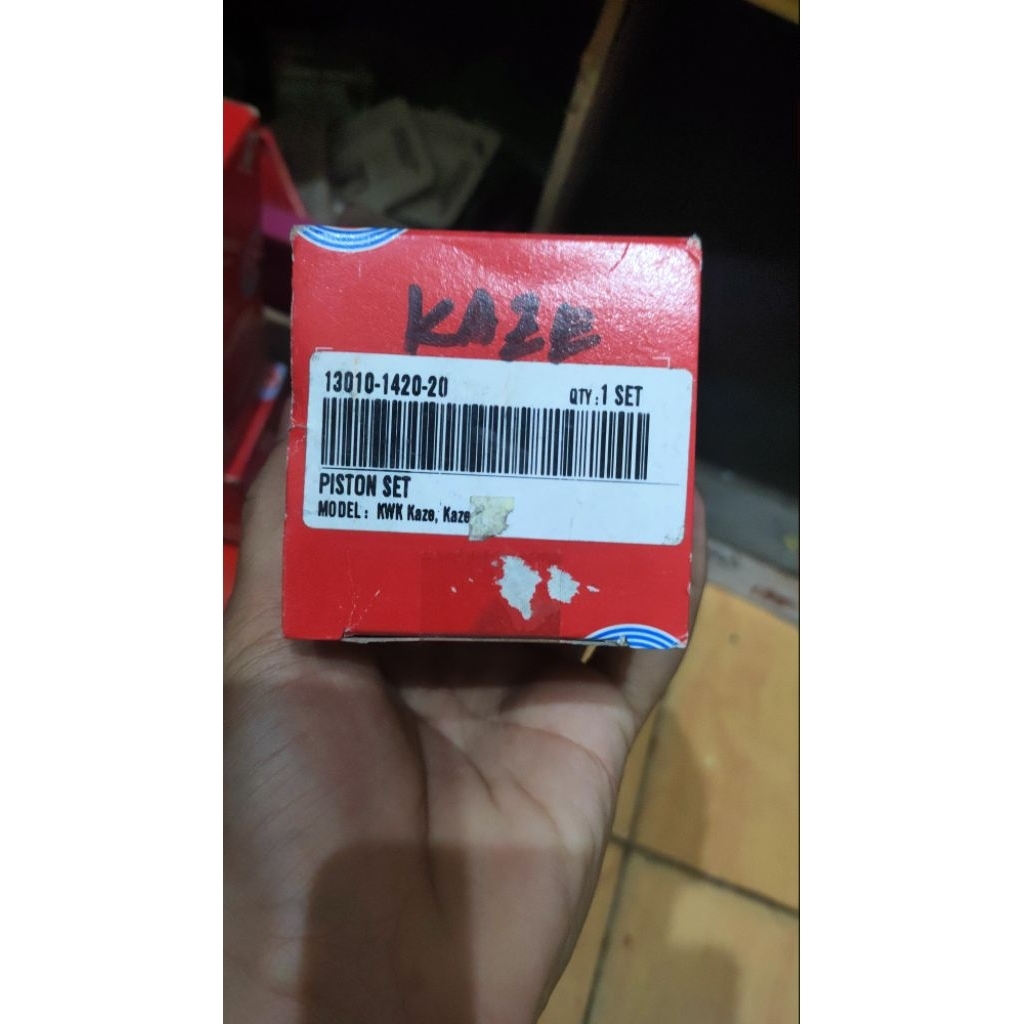 KAZE
13010-1420-20 QTY : 1 SET
PISTON SET
MODEL : KWK Kaze, Kaze